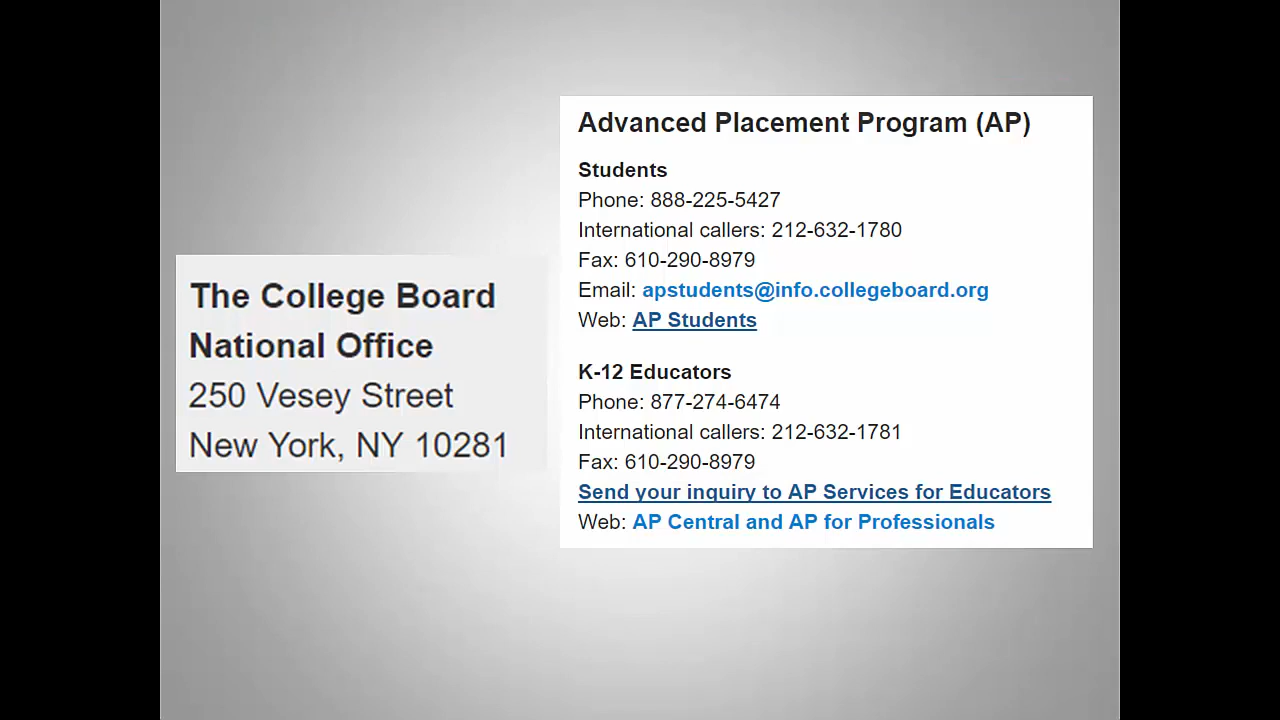 The College Board
National Office
250 Vesey Street
New York, NY 10281
Advanced Placement Program (AP)
Students
Phone: 888-225-5427
International callers: 212-632-1780
Fax: 610-290-8979
Email: apstudents@info.collegeboard.org
Web: AP Students
K-12 Educators
Phone: 877-274-6474
International callers: 212-632-1781
Fax: 610-290-8979
Send your inquiry to AP Services for Educators
Web: AP Central and AP for Professionals